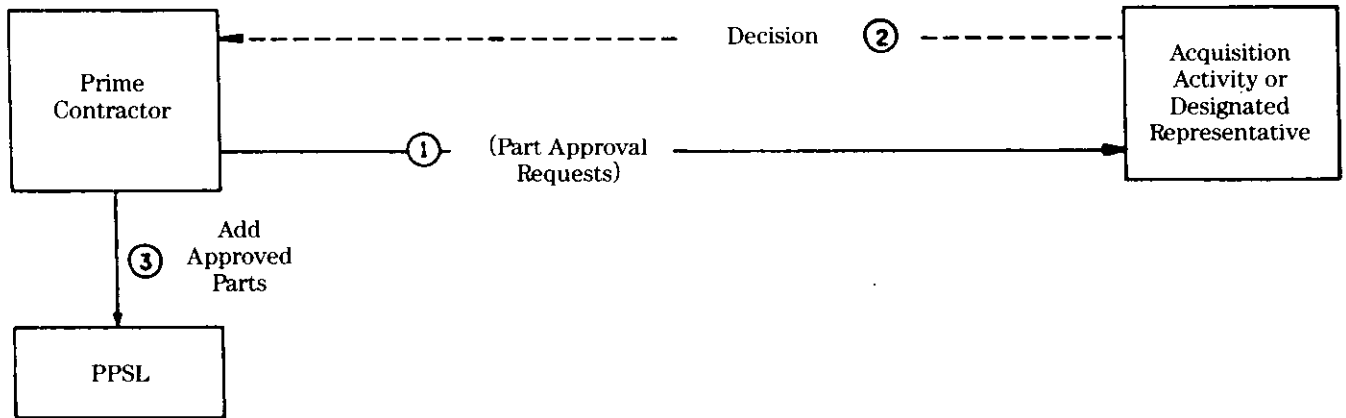 Prime
Contractor
Decision ②
Acquisition
Activity or
Designated
Representative
① (Part Approval
Requests)
③ Add
Approved
Parts
PPSL